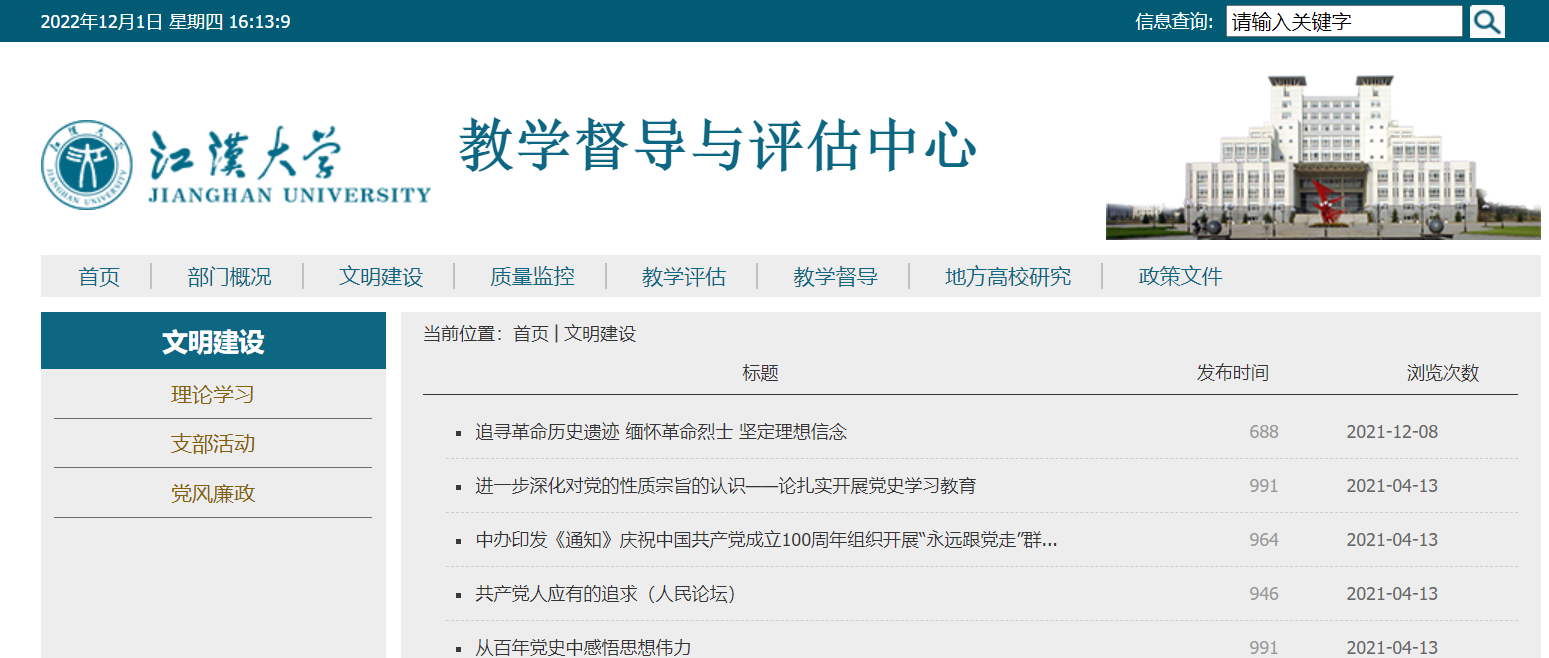 2022年12月1日 星期四 16:13:9 信息查询: 请输入关键字
江漢大学
JIANGHAN UNIVERSITY
教学督导与评估中心
首页 部门概况 文明建设 质量监控 教学评估 教学督导 地方高校研究 政策文件
文明建设
理论学习
支部活动
党风廉政
当前位置：首页 | 文明建设
标题 发布时间 浏览次数
追寻革命历史遗迹 缅怀革命烈士 坚定理想信念 688 2021-12-08
进一步深化对党的性质宗旨的认识——论扎实开展党史学习教育 991 2021-04-13
中办印发《通知》庆祝中国共产党成立100周年组织开展“永远跟党走”群... 964 2021-04-13
共产党人应有的追求（人民论坛） 946 2021-04-13
从百年党史中感悟思想伟力 991 2021-04-13